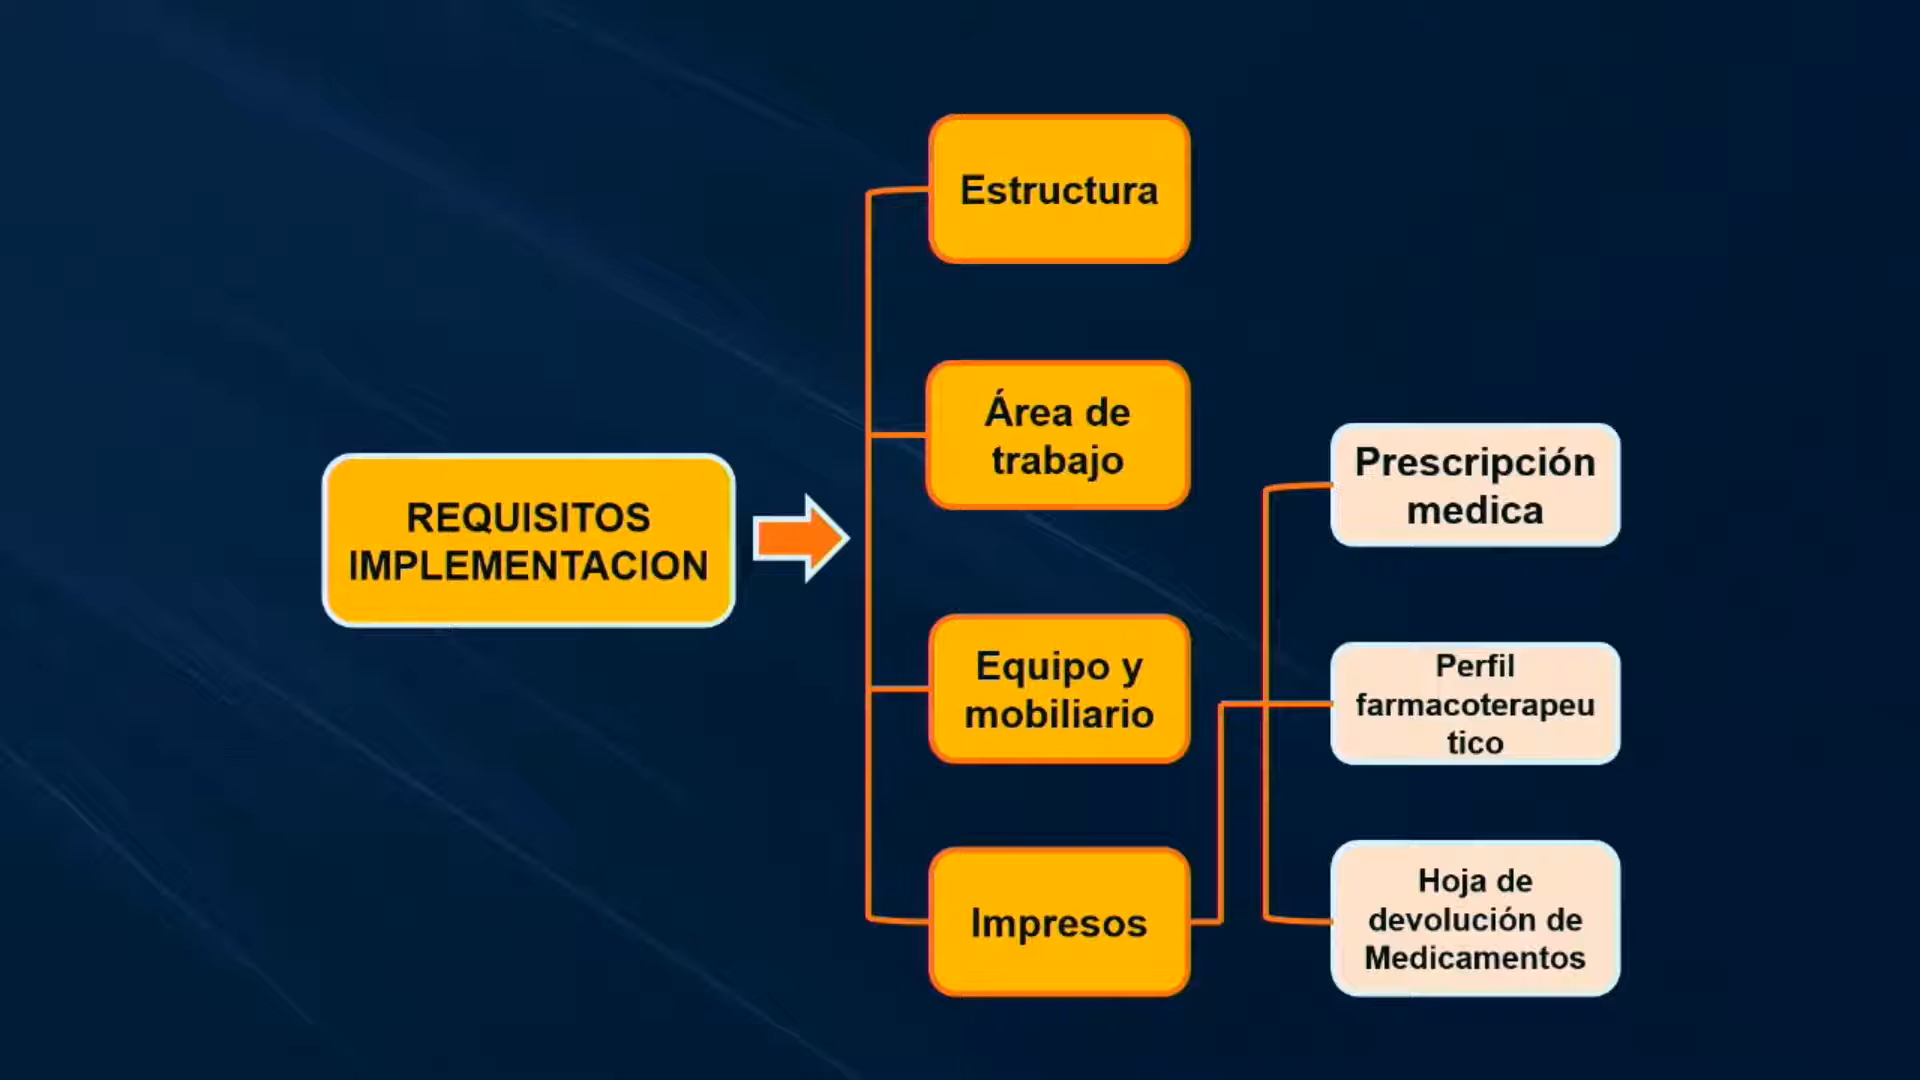 REQUISITOS
IMPLEMENTACION
Estructura
Área de
trabajo
Equipo y
mobiliario
Impresos
Prescripción
medica
Perfil
farmacoterapeu
tico
Hoja de
devolución de
Medicamentos